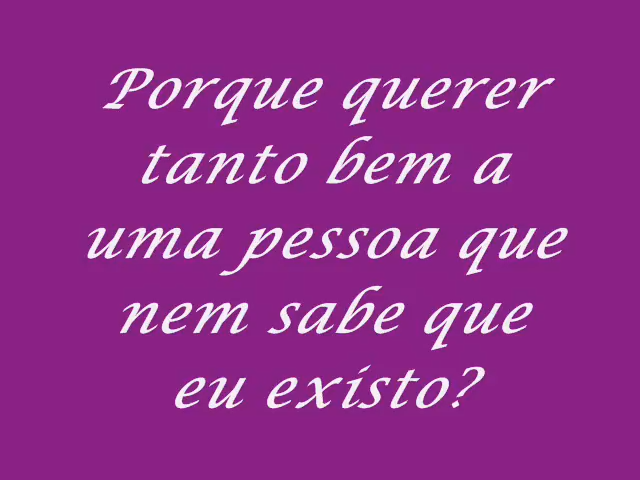 Porque querer
tanto bem a
uma pessoa que
nem sabe que
eu existo?